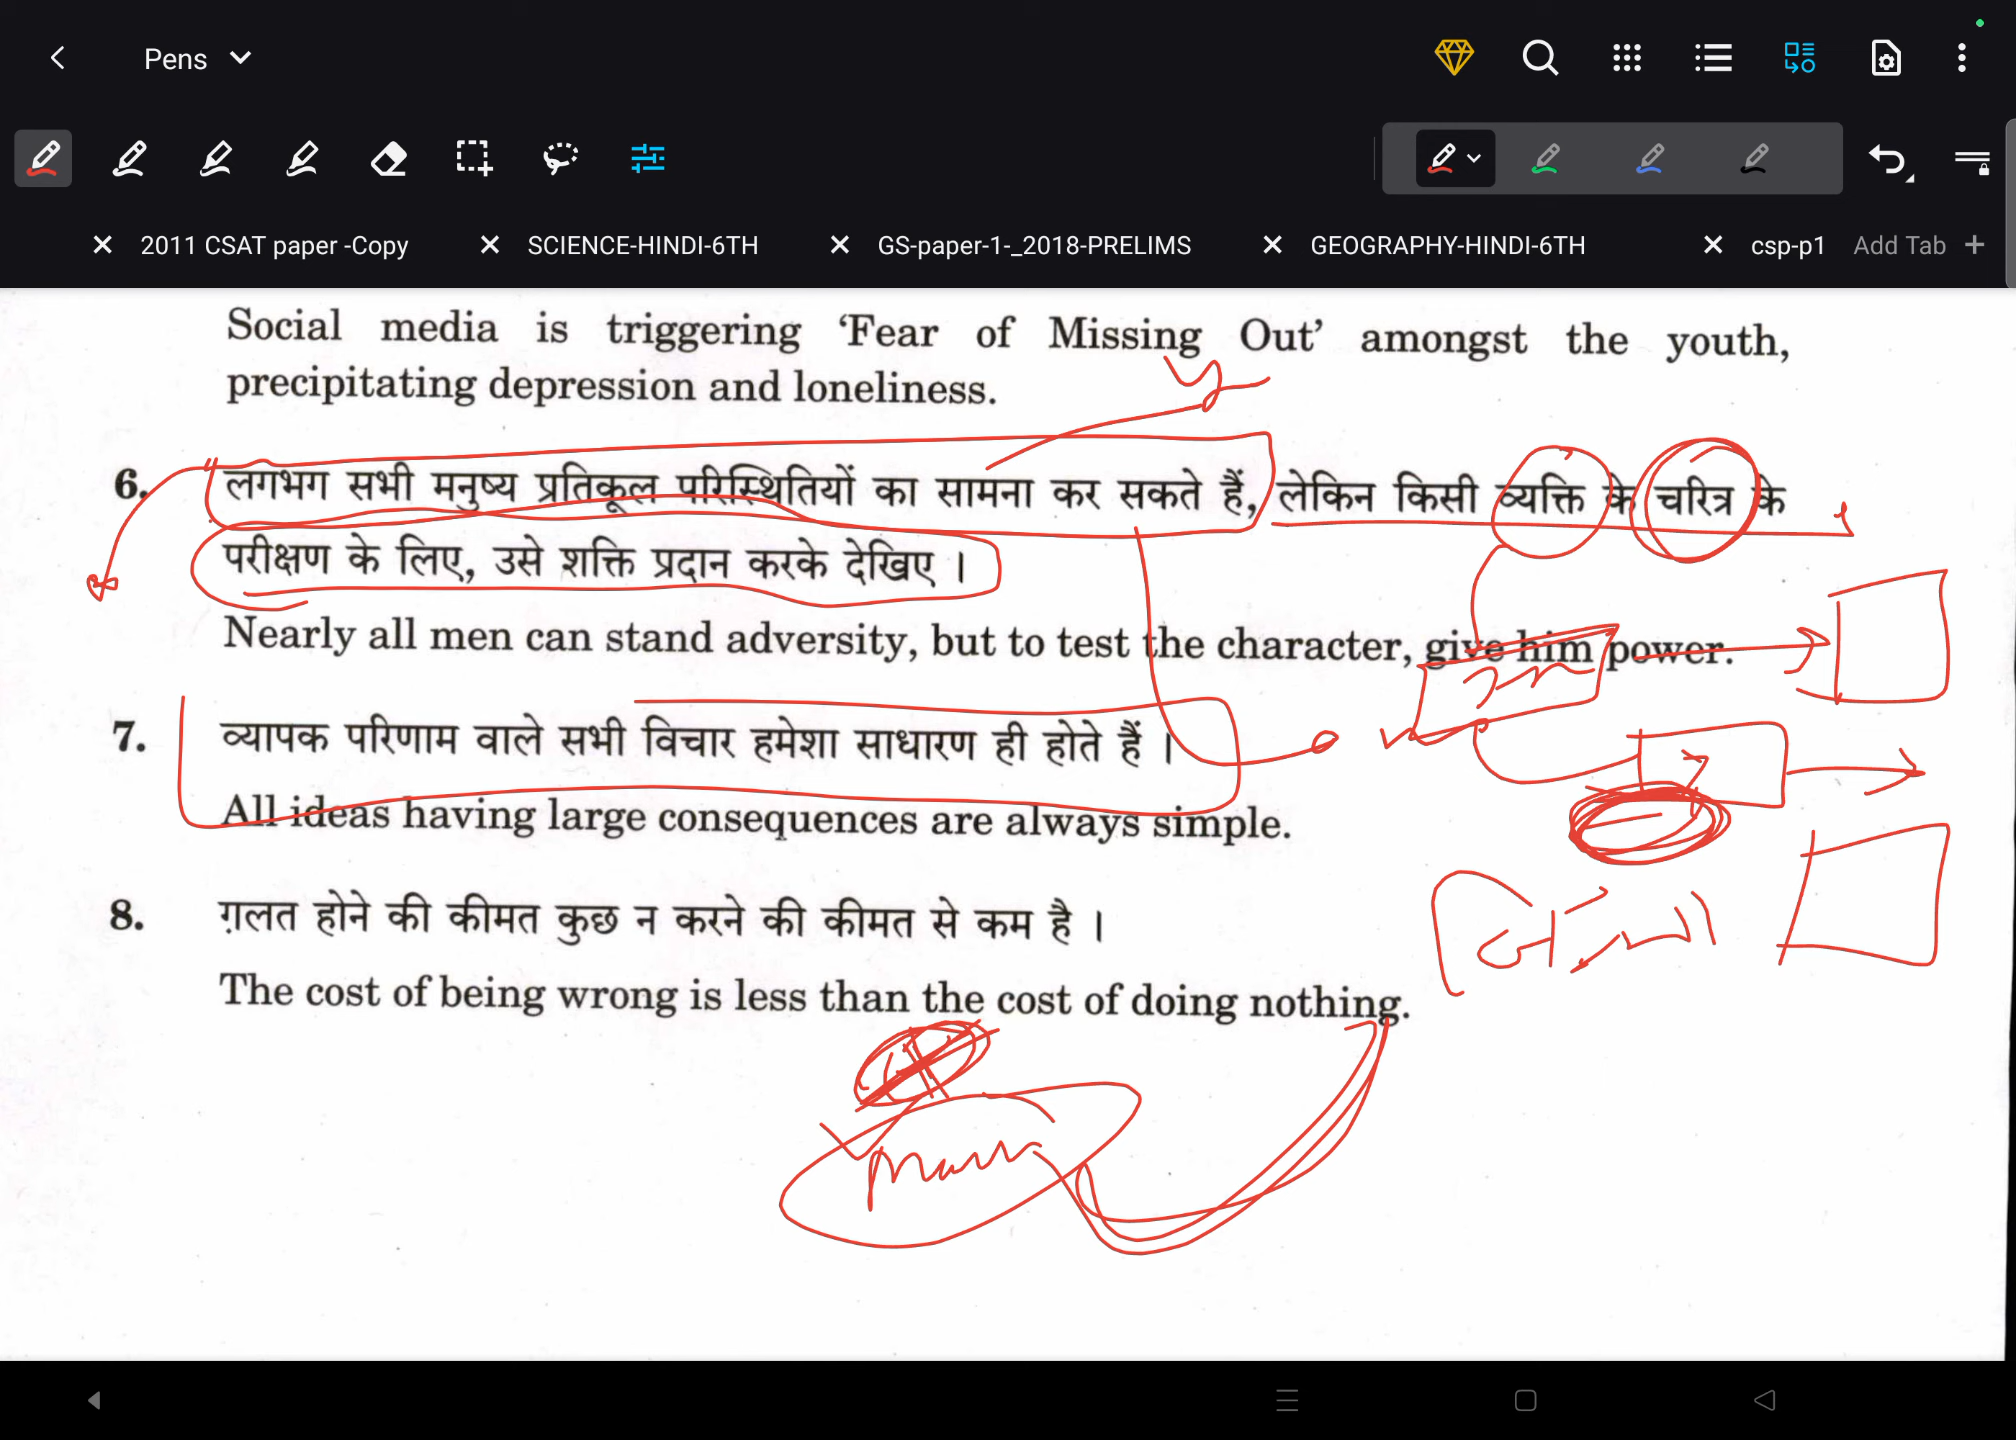 Pens
2011 CSAT paper -Copy
SCIENCE-HINDI-6TH
GS-paper-1-_2018-PRELIMS
GEOGRAPHY-HINDI-6TH
csp-p1
Add Tab
Social media is triggering ‘Fear of Missing Out’ amongst the youth,
precipitating depression and loneliness.
6. लगभग सभी मनुष्य प्रतिकूल परिस्थितियों का सामना कर सकते हैं, लेकिन किसी व्यक्ति के चरित्र के
परीक्षण के लिए, उसे शक्ति प्रदान करके देखिए ।
Nearly all men can stand adversity, but to test the character, give him power.
7. व्यापक परिणाम वाले सभी विचार हमेशा साधारण ही होते हैं ।
All ideas having large consequences are always simple.
8. ग़लत होने की कीमत कुछ न करने की कीमत से कम है ।
The cost of being wrong is less than the cost of doing nothing.